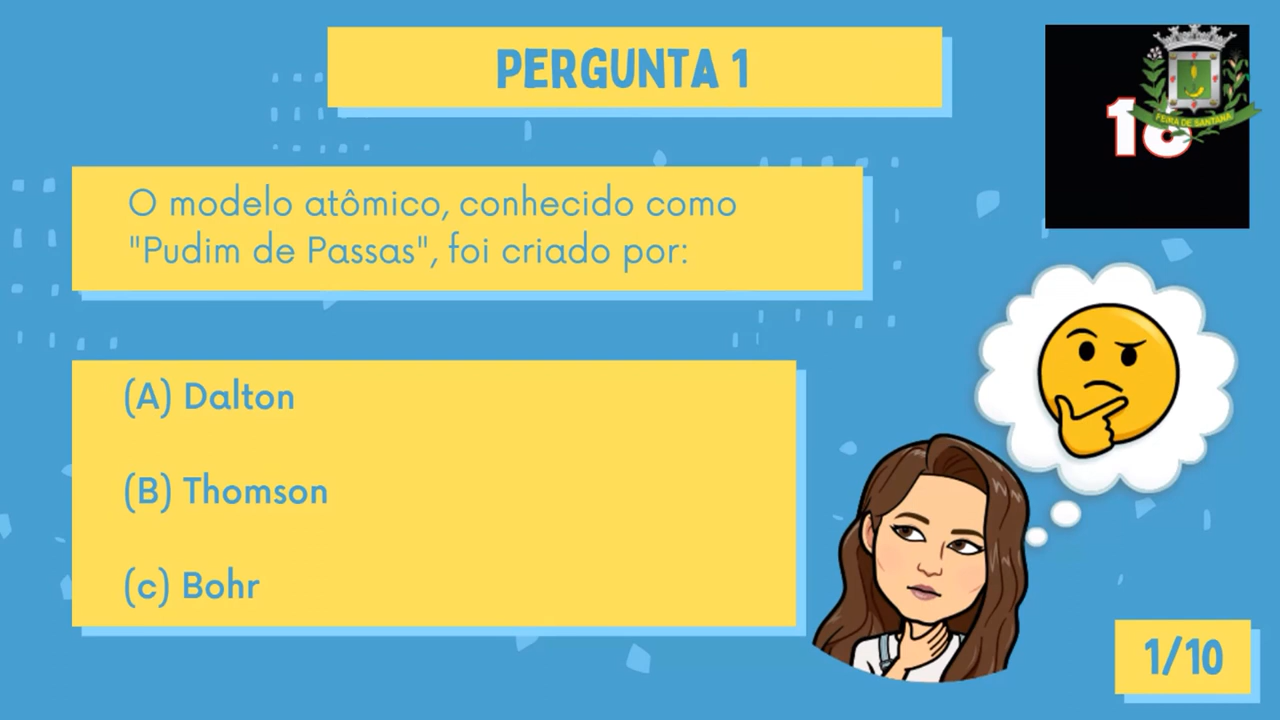 PERGUNTA 1
FEIRA DE SANTANA
O modelo atômico, conhecido como
"Pudim de Passas", foi criado por:
(A) Dalton
(B) Thomson
(c) Bohr
1/10